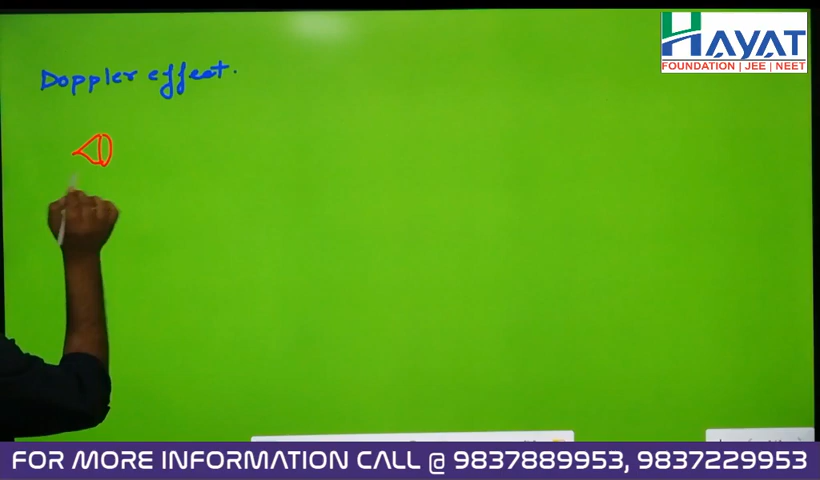 HAYAT
FOUNDATION | JEE | NEET
Doppler effect.
FOR MORE INFORMATION CALL @ 9837889953, 9837229953